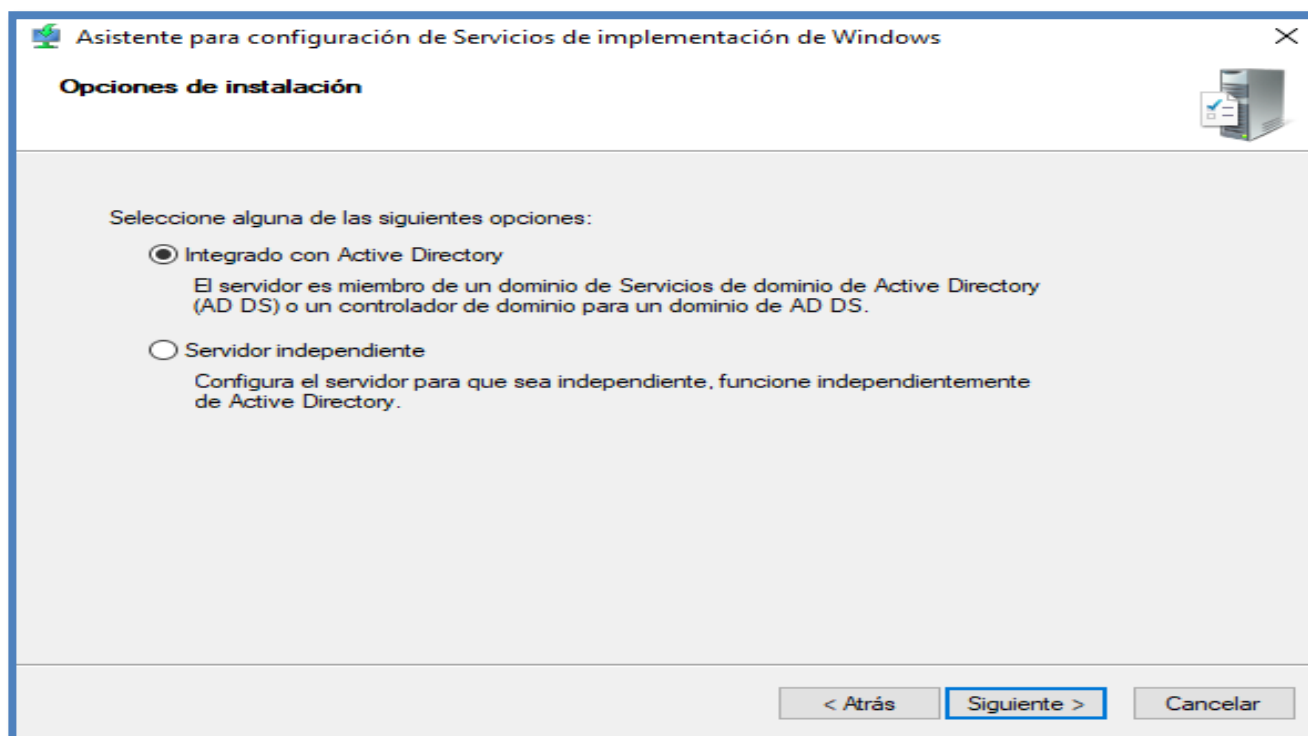 Asistente para configuración de Servicios de implementación de Windows
Opciones de instalación
Seleccione alguna de las siguientes opciones:
Integrado con Active Directory
El servidor es miembro de un dominio de Servicios de dominio de Active Directory
(AD DS) o un controlador de dominio para un dominio de AD DS.
Servidor independiente
Configura el servidor para que sea independiente, funcione independientemente
de Active Directory.
< Atrás
Siguiente >
Cancelar